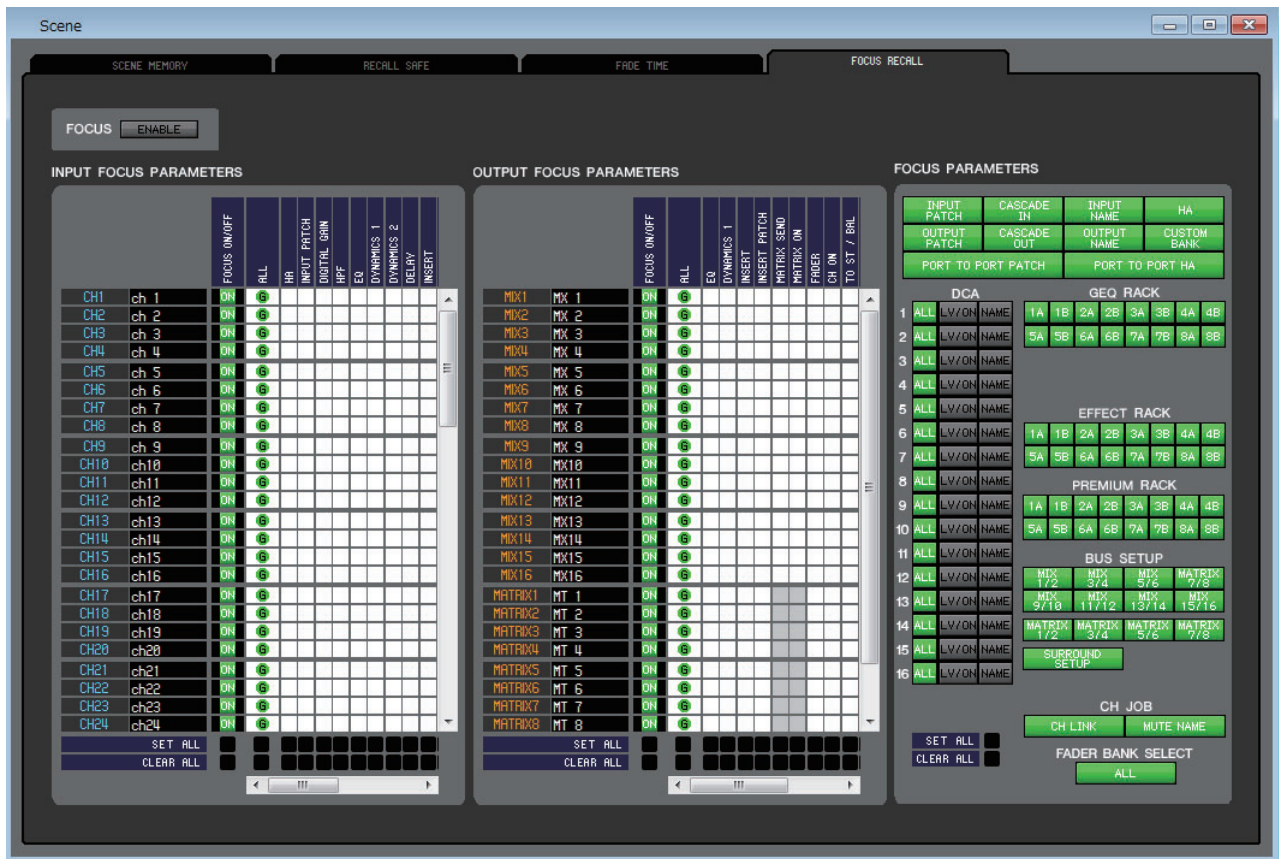 Scene
SCENE MEMORY
RECALL SAFE
FADE TIME
FOCUS RECALL
FOCUS ENABLE
INPUT FOCUS PARAMETERS
FOCUS ON/OFF
ALL
HA
INPUT PATCH
DIGITAL GAIN
HPF
EQ
DYNAMICS 1
DYNAMICS 2
DELAY
INSERT
CH1 ch 1 ON G
CH2 ch 2 ON G
CH3 ch 3 ON G
CH4 ch 4 ON G
CH5 ch 5 ON G
CH6 ch 6 ON G
CH7 ch 7 ON G
CH8 ch 8 ON G
CH9 ch 9 ON G
CH10 ch10 ON G
CH11 ch11 ON G
CH12 ch12 ON G
CH13 ch13 ON G
CH14 ch14 ON G
CH15 ch15 ON G
CH16 ch16 ON G
CH17 ch17 ON G
CH18 ch18 ON G
CH19 ch19 ON G
CH20 ch20 ON G
CH21 ch21 ON G
CH22 ch22 ON G
CH23 ch23 ON G
CH24 ch24 ON G
SET ALL
CLEAR ALL
OUTPUT FOCUS PARAMETERS
FOCUS ON/OFF
ALL
EQ
DYNAMICS 1
INSERT
INSERT PATCH
MATRIX SEND
MATRIX ON
FADER
CH ON
TO ST / BAL
MIX1 MX 1 ON G
MIX2 MX 2 ON G
MIX3 MX 3 ON G
MIX4 MX 4 ON G
MIX5 MX 5 ON G
MIX6 MX 6 ON G
MIX7 MX 7 ON G
MIX8 MX 8 ON G
MIX9 MX 9 ON G
MIX10 MX10 ON G
MIX11 MX11 ON G
MIX12 MX12 ON G
MIX13 MX13 ON G
MIX14 MX14 ON G
MIX15 MX15 ON G
MIX16 MX16 ON G
MATRIX1 MT 1 ON G
MATRIX2 MT 2 ON G
MATRIX3 MT 3 ON G
MATRIX4 MT 4 ON G
MATRIX5 MT 5 ON G
MATRIX6 MT 6 ON G
MATRIX7 MT 7 ON G
MATRIX8 MT 8 ON G
SET ALL
CLEAR ALL
FOCUS PARAMETERS
INPUT PATCH
CASCADE IN
INPUT NAME
HA
OUTPUT PATCH
CASCADE OUT
OUTPUT NAME
CUSTOM BANK
PORT TO PORT PATCH
PORT TO PORT HA
DCA
1 ALL LV/ON NAME
2 ALL LV/ON NAME
3 ALL LV/ON NAME
4 ALL LV/ON NAME
5 ALL LV/ON NAME
6 ALL LV/ON NAME
7 ALL LV/ON NAME
8 ALL LV/ON NAME
9 ALL LV/ON NAME
10 ALL LV/ON NAME
11 ALL LV/ON NAME
12 ALL LV/ON NAME
13 ALL LV/ON NAME
14 ALL LV/ON NAME
15 ALL LV/ON NAME
16 ALL LV/ON NAME
SET ALL
CLEAR ALL
GEQ RACK
1A 1B 2A 2B 3A 3B 4A 4B
5A 5B 6A 6B 7A 7B 8A 8B
EFFECT RACK
1A 1B 2A 2B 3A 3B 4A 4B
5A 5B 6A 6B 7A 7B 8A 8B
PREMIUM RACK
1A 1B 2A 2B 3A 3B 4A 4B
5A 5B 6A 6B 7A 7B 8A 8B
BUS SETUP
MIX MIX MIX MATRIX
1/2 3/4 5/6 7/8
MIX MIX MIX MIX
9/10 11/12 13/14 15/16
MATRIX MATRIX MATRIX MATRIX
1/2 3/4 5/6 7/8
SURROUND
SETUP
CH JOB
CH LINK MUTE NAME
FADER BANK SELECT
ALL